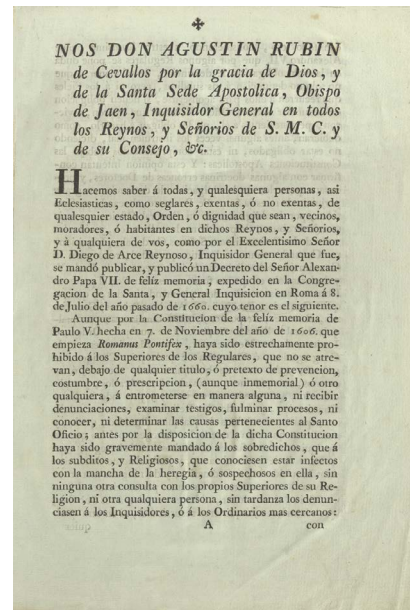 ✠
NOS DON AGUSTIN RUBIN
de Cevallos por la gracia de Dios, y
de la Santa Sede Apostolica, Obispo
de Jaen, Inquisidor General en todos
los Reynos, y Señorios de S. M. C. y
de su Consejo, &c.
Hacemos saber á todas, y qualesquiera personas, asi
Eclesiasticas, como seglares, exentas, ó no exentas, de
qualesquier estado, Orden, ó dignidad que sean, vecinos,
moradores, ó habitantes en dichos Reynos, y Señorios,
y á qualquiera de vos, como por el Excelentisimo Señor
D. Diego de Arce Reynoso, Inquisidor General que fue,
se mandó publicar, y publicó un Decreto del Señor Alexan-
dro Papa VII. de felíz memoria, expedido en la Congre-
gacion de la Santa, y General Inquisicion en Roma á 8.
de Julio del año pasado de 1660. cuyo tenor es el siguiente.
Aunque por la Constitucion de la felíz memoria de
Paulo V. hecha en 7. de Noviembre del año de 1606. que
empieza Romanus Pontifex, haya sido estrechamente pro-
hibido á los Superiores de los Regulares, que no se atre-
van, debajo de qualquier titulo, ó pretexto de prevencion,
costumbre, ó prescripcion, (aunque inmemorial) ó otro
qualquiera, á entrometerse en manera alguna, ni recibir
denunciaciones, examinar testigos, fulminar procesos, ni
conocer, ni determinar las causas pertenecientes al Santo
Oficio; antes por la disposicion de la dicha Constitucion
haya sido gravemente mandado á los sobredichos, que á
los subditos, y Religiosos, que conociesen estar infectos
con la mancha de la heregia, ó sospechosos en ella, sin
ninguna otra consulta con los propios Superiores de su Re-
ligion, ni otra qualquiera persona, sin tardanza los denun-
ciasen á los Inquisidores, ó á los Ordinarios mas cercanos:
A con